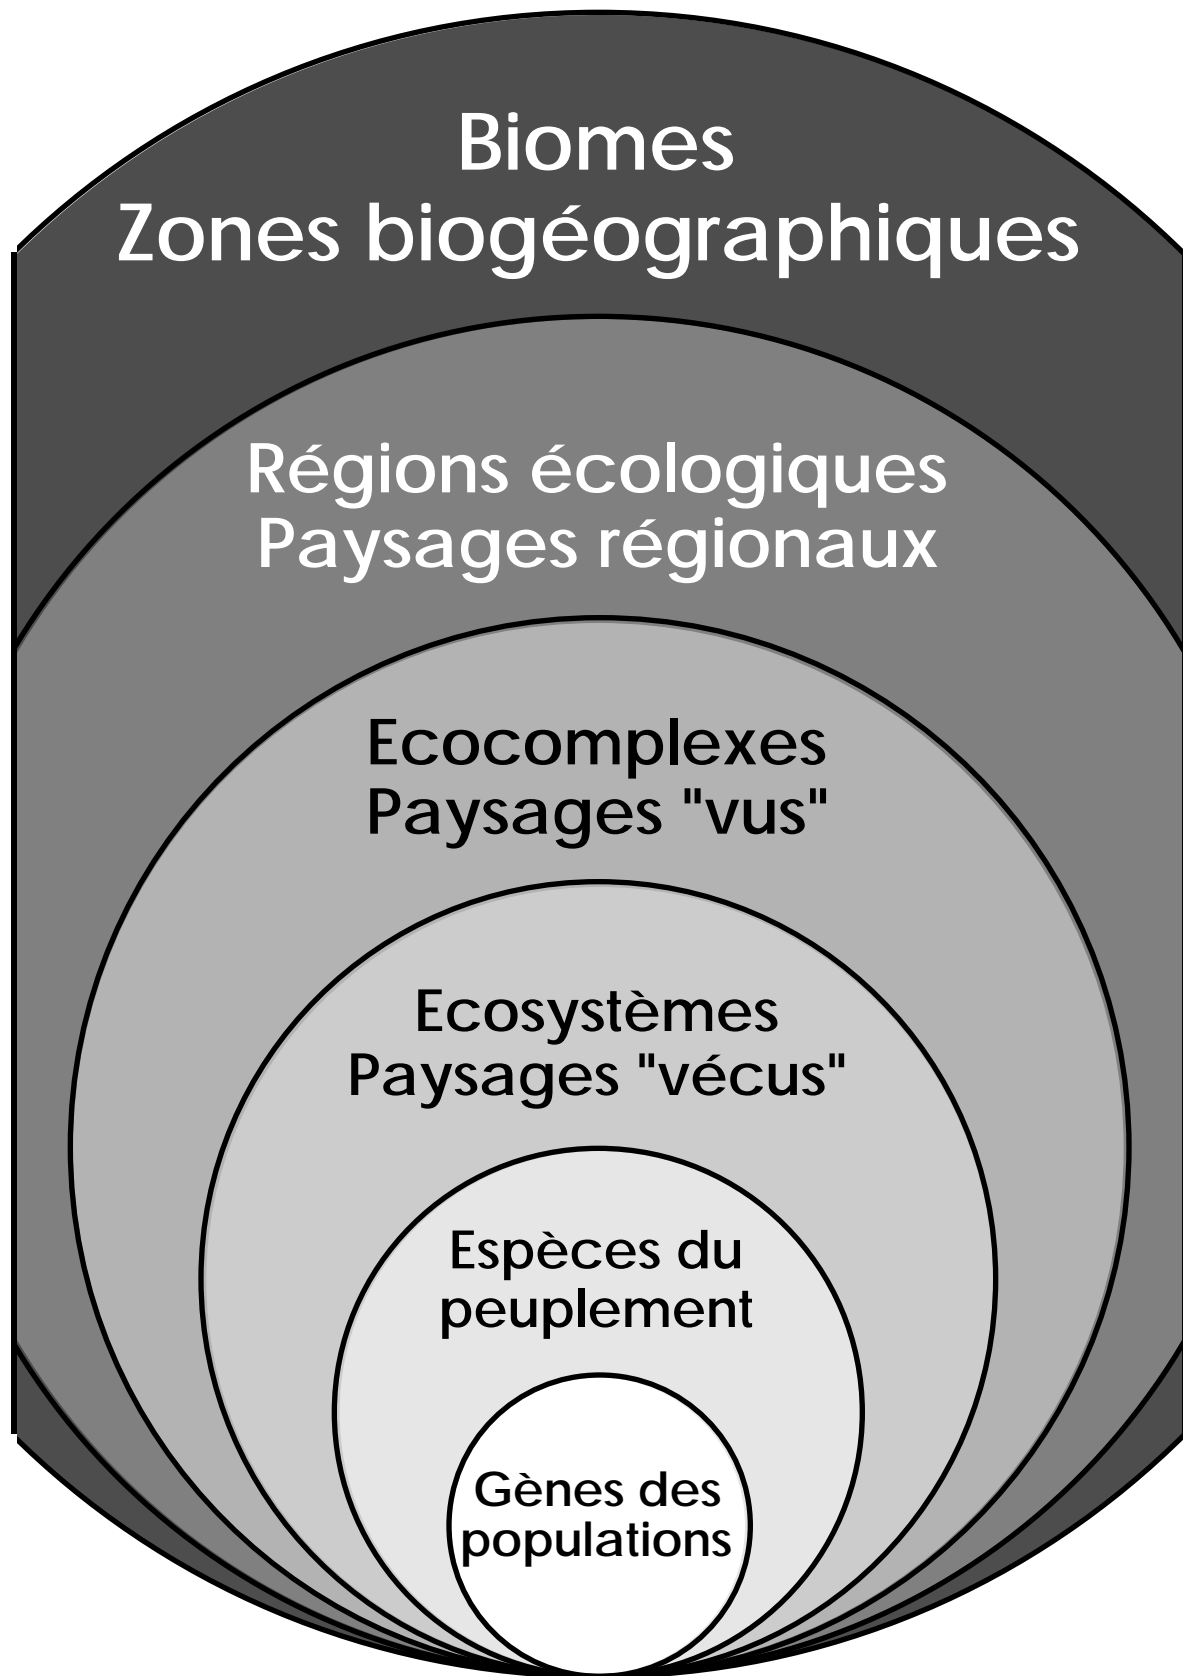 Biomes
Zones biogéographiques
Régions écologiques
Paysages régionaux
Ecocomplexes
Paysages "vus"
Ecosystèmes
Paysages "vécus"
Espèces du
peuplement
Gènes des
populations